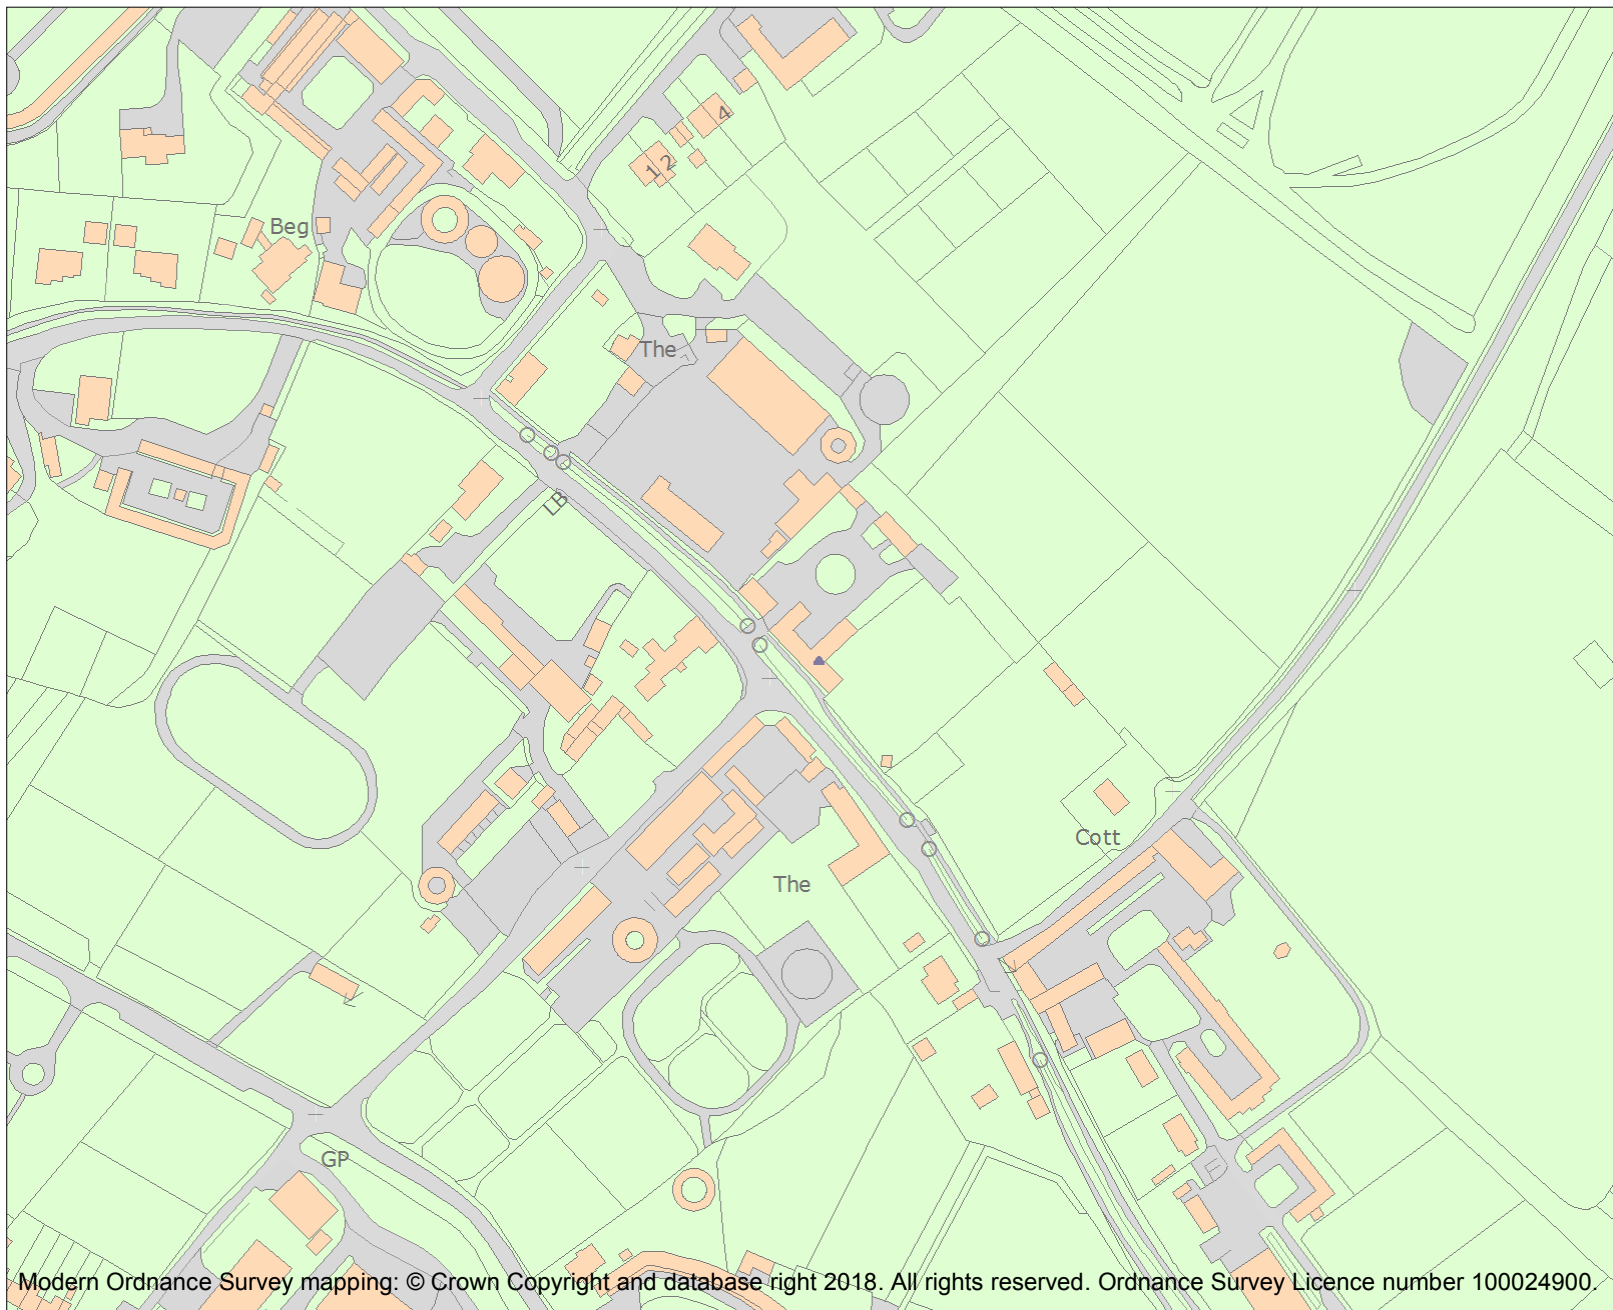 4
1 2
Beg
The
LB
Cott
The
GP
Modern Ordnance Survey mapping: © Crown Copyright and database right 2018. All rights reserved. Ordnance Survey Licence number 100024900.